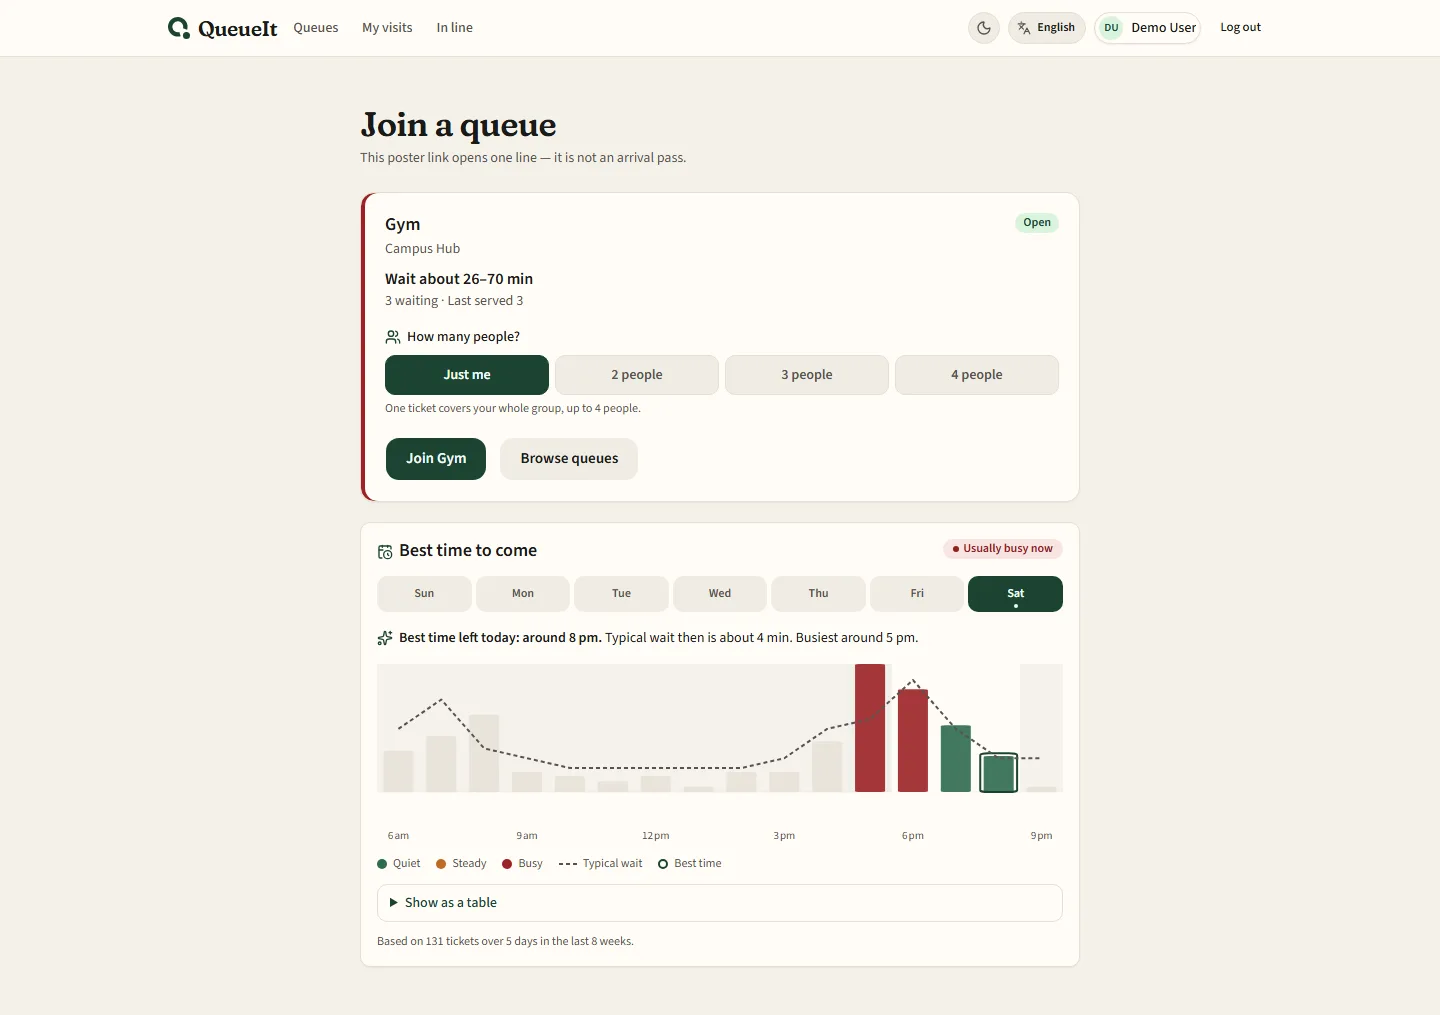 QueueIt Queues My visits In line English DU Demo User Log out
Join a queue
This poster link opens one line — it is not an arrival pass.
Gym Open
Campus Hub
Wait about 26–70 min
3 waiting · Last served 3
How many people?
Just me 2 people 3 people 4 people
One ticket covers your whole group, up to 4 people.
Join Gym Browse queues
Best time to come Usually busy now
Sun Mon Tue Wed Thu Fri Sat
Best time left today: around 8 pm. Typical wait then is about 4 min. Busiest around 5 pm.
6am 9am 12pm 3pm 6pm 9pm
Quiet Steady Busy Typical wait Best time
Show as a table
Based on 131 tickets over 5 days in the last 8 weeks.